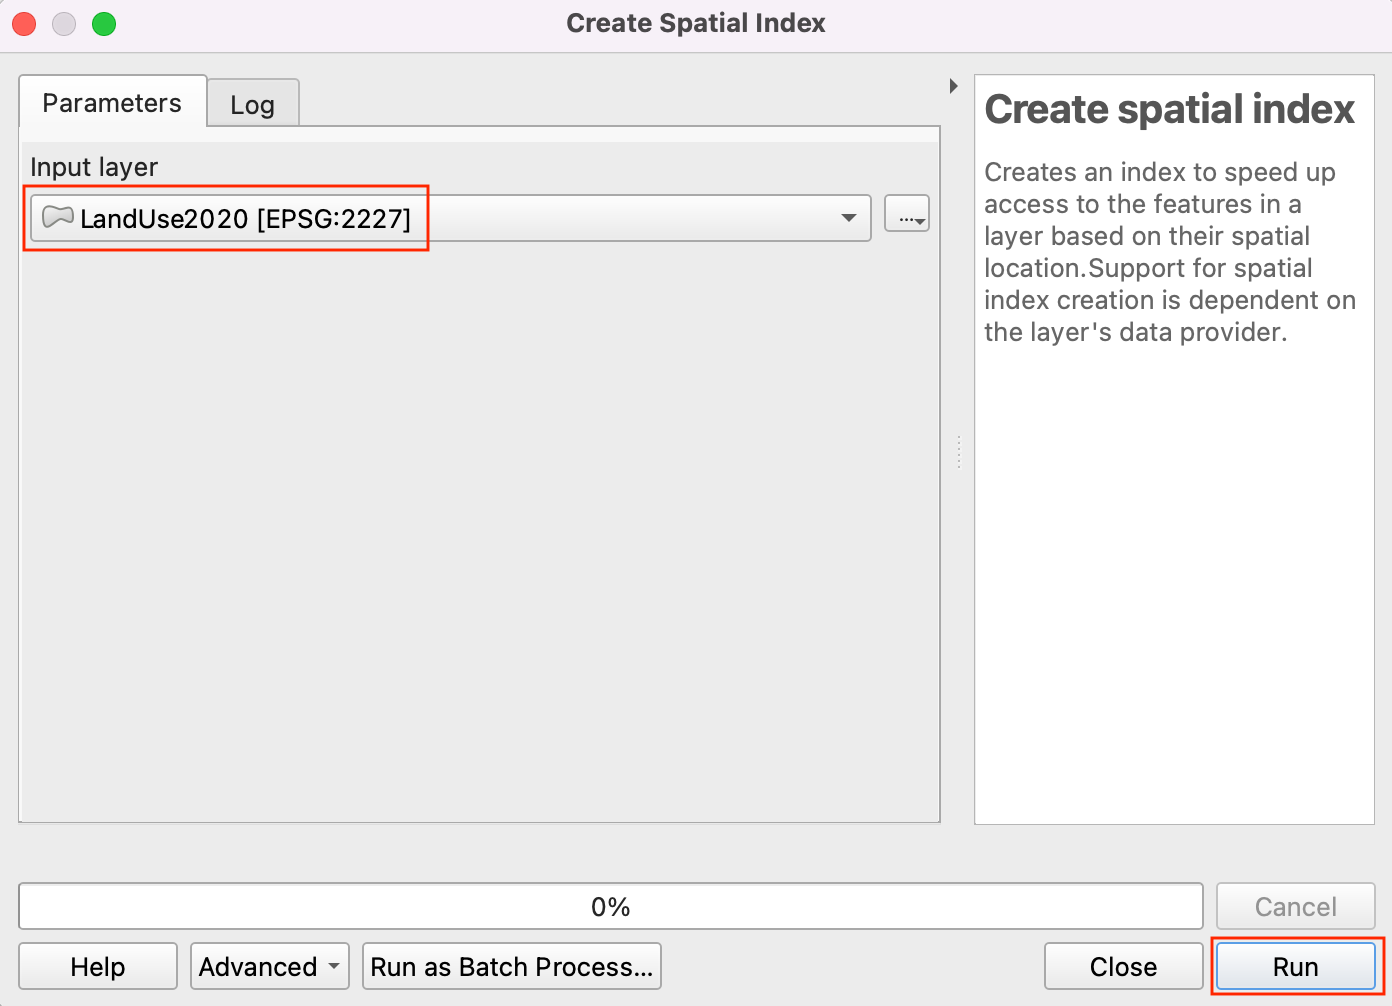 Create Spatial Index
Parameters
Log
Input layer
LandUse2020 [EPSG:2227]
...
Create spatial index
Creates an index to speed up
access to the features in a
layer based on their spatial
location.Support for spatial
index creation is dependent on
the layer's data provider.
0%
Cancel
Help
Advanced
Run as Batch Process...
Close
Run